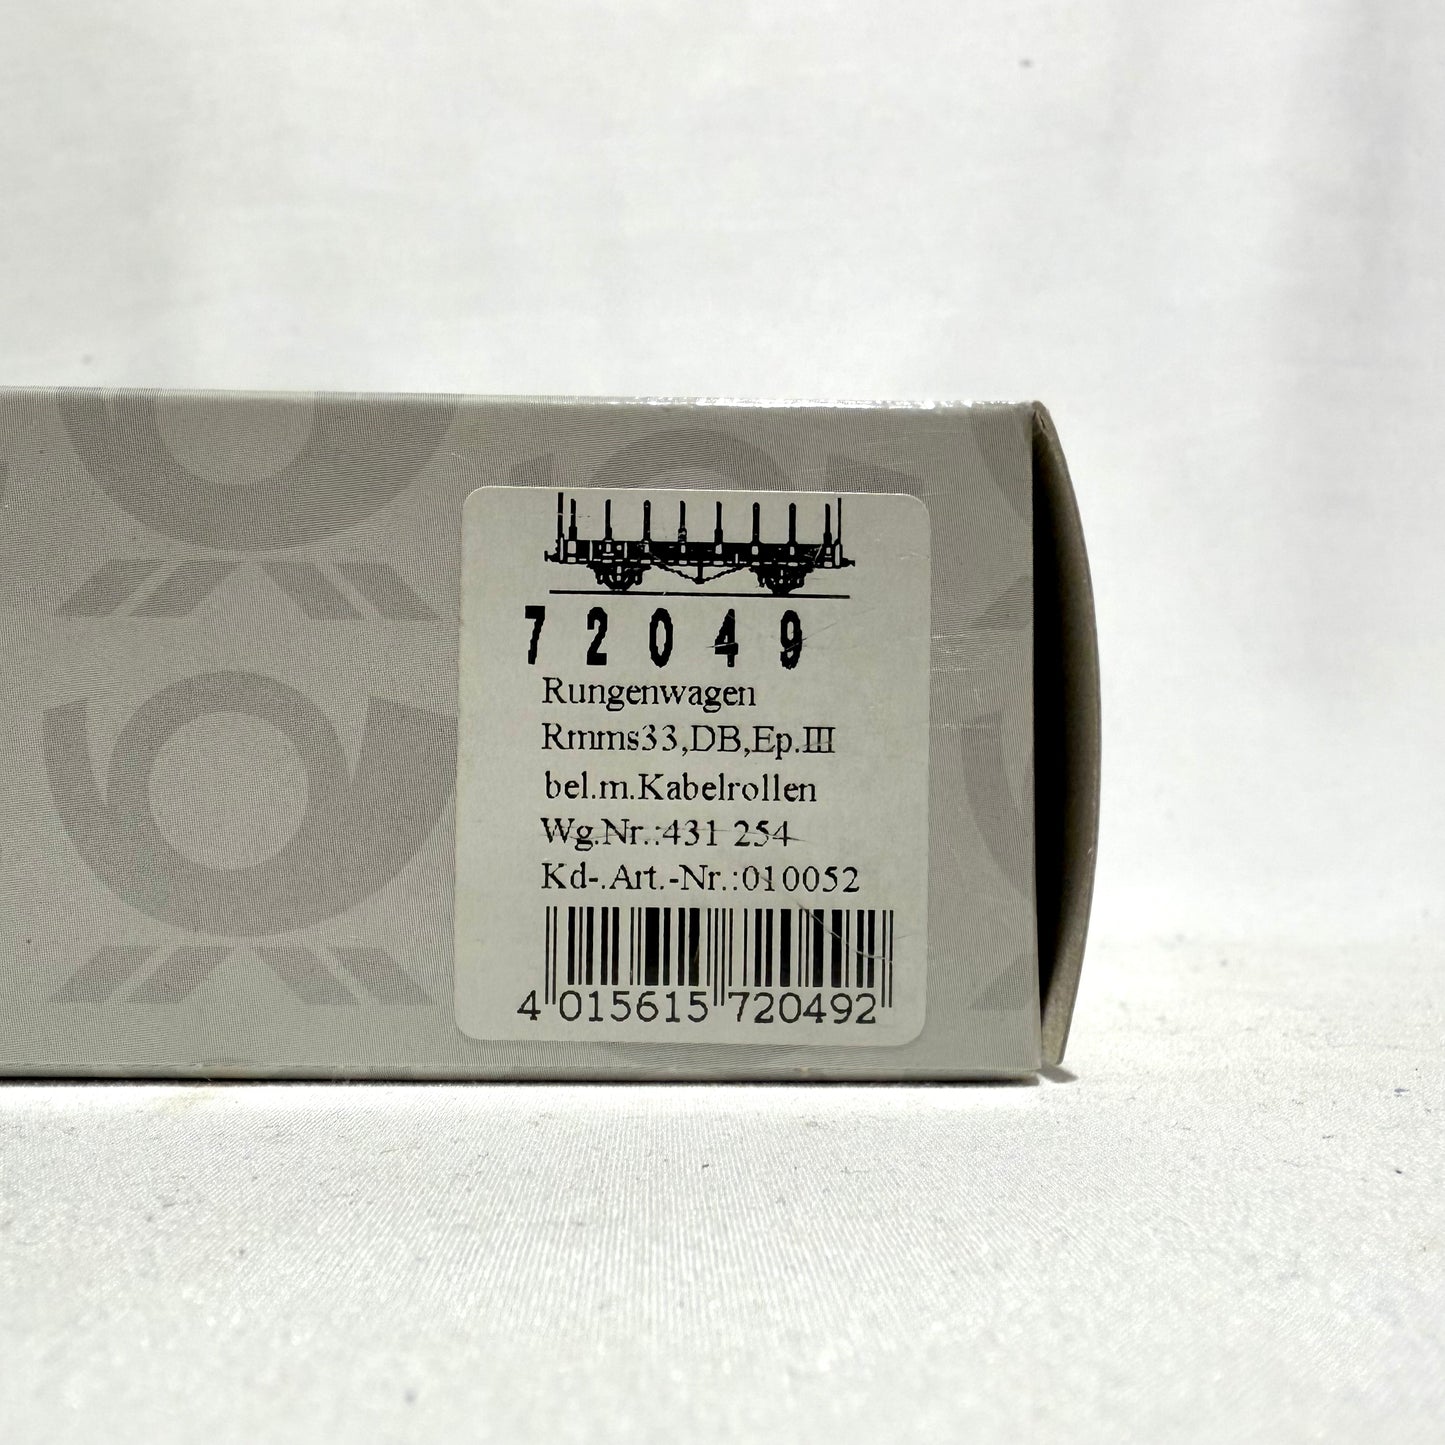 72049
Rungenwagen
Rmms33,DB,Ep.III
bel.m.Kabelrollen
Wg.Nr.:431 254
Kd-.Art.-Nr.:010052
4 015615 720492